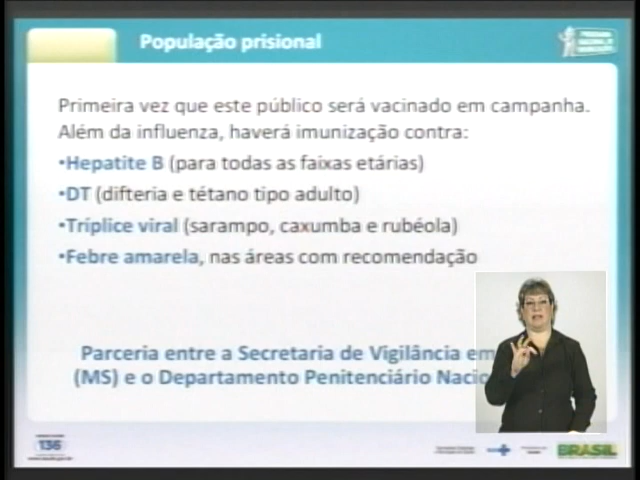 População prisional
Primeira vez que este público será vacinado em campanha.
Além da influenza, haverá imunização contra:
•Hepatite B (para todas as faixas etárias)
•DT (difteria e tétano tipo adulto)
•Tríplice viral (sarampo, caxumba e rubéola)
•Febre amarela, nas áreas com recomendação
Parceria entre a Secretaria de Vigilância em
(MS) e o Departamento Penitenciário Nacio
136
BRASIL